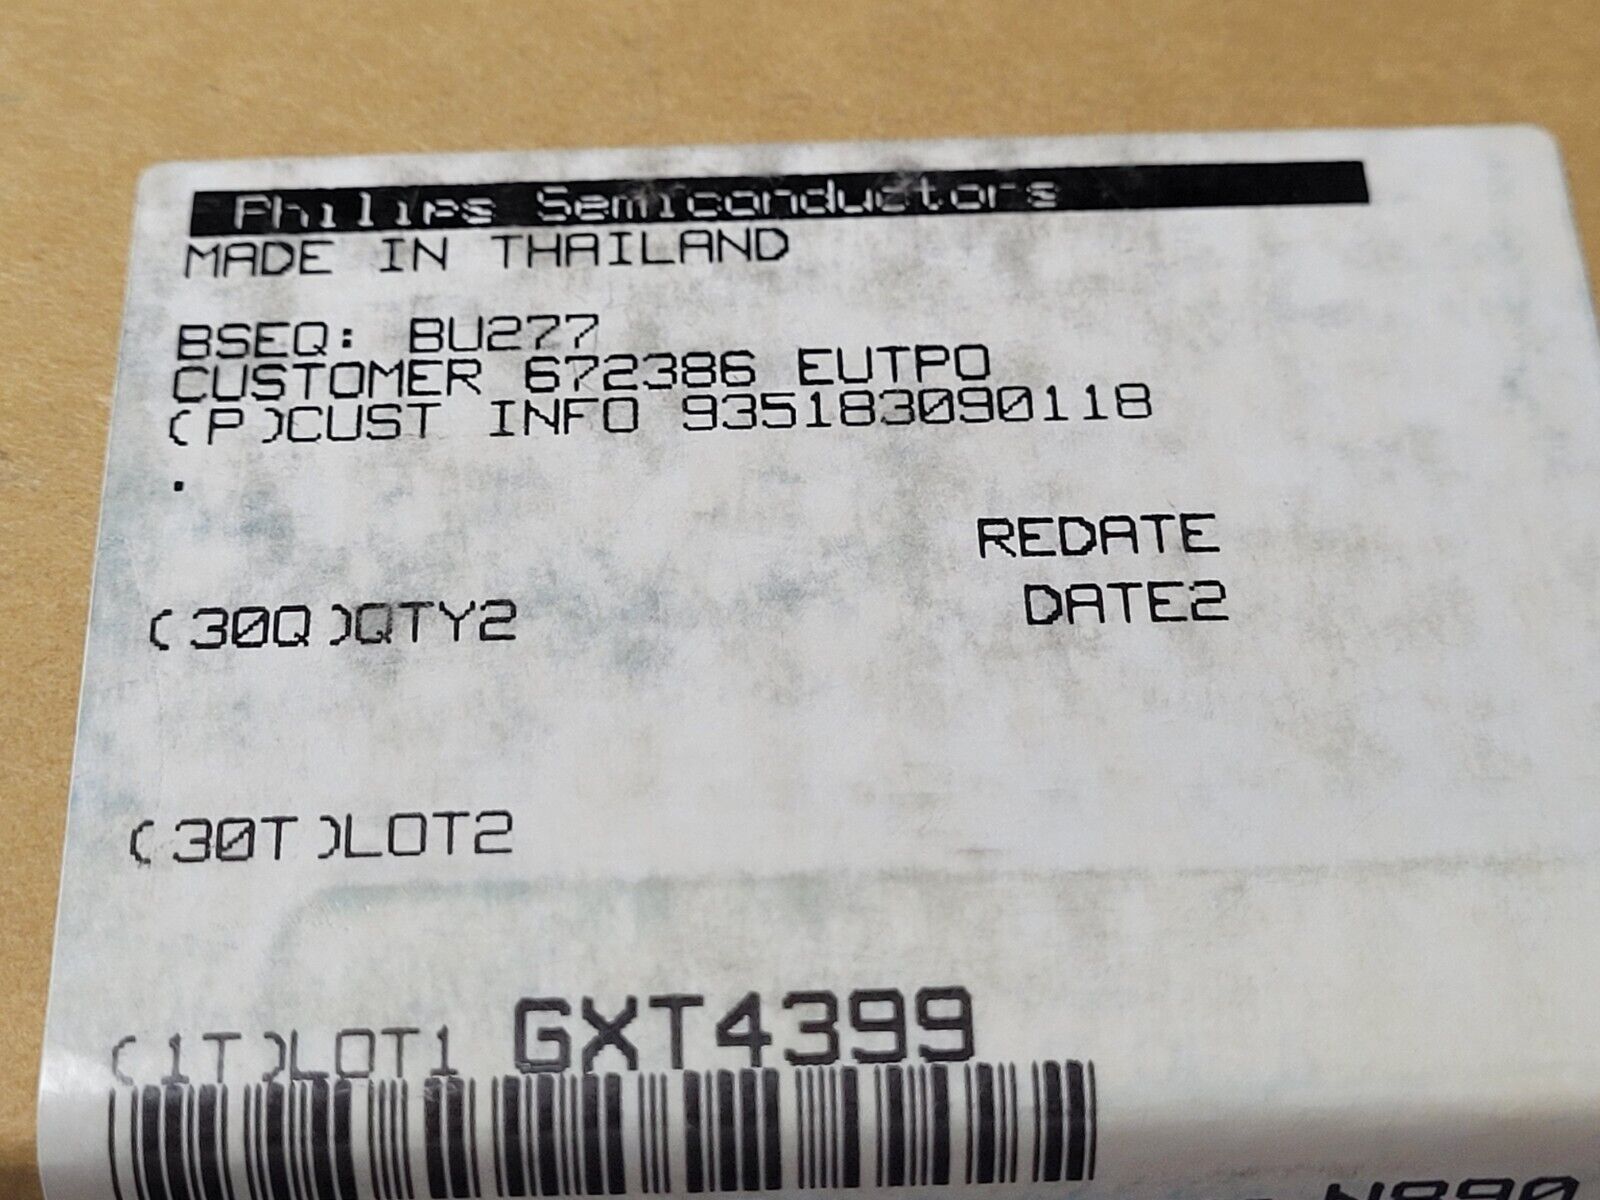 Philips Semiconductors
MADE IN THAILAND
BSEQ: BU277
CUSTOMER 672386 EUTPO
(P)CUST INFO 935183090118
.
REDATE
(30Q)QTY2 DATE2
(30T)LOT2
(1T)LOT1 GXT4399